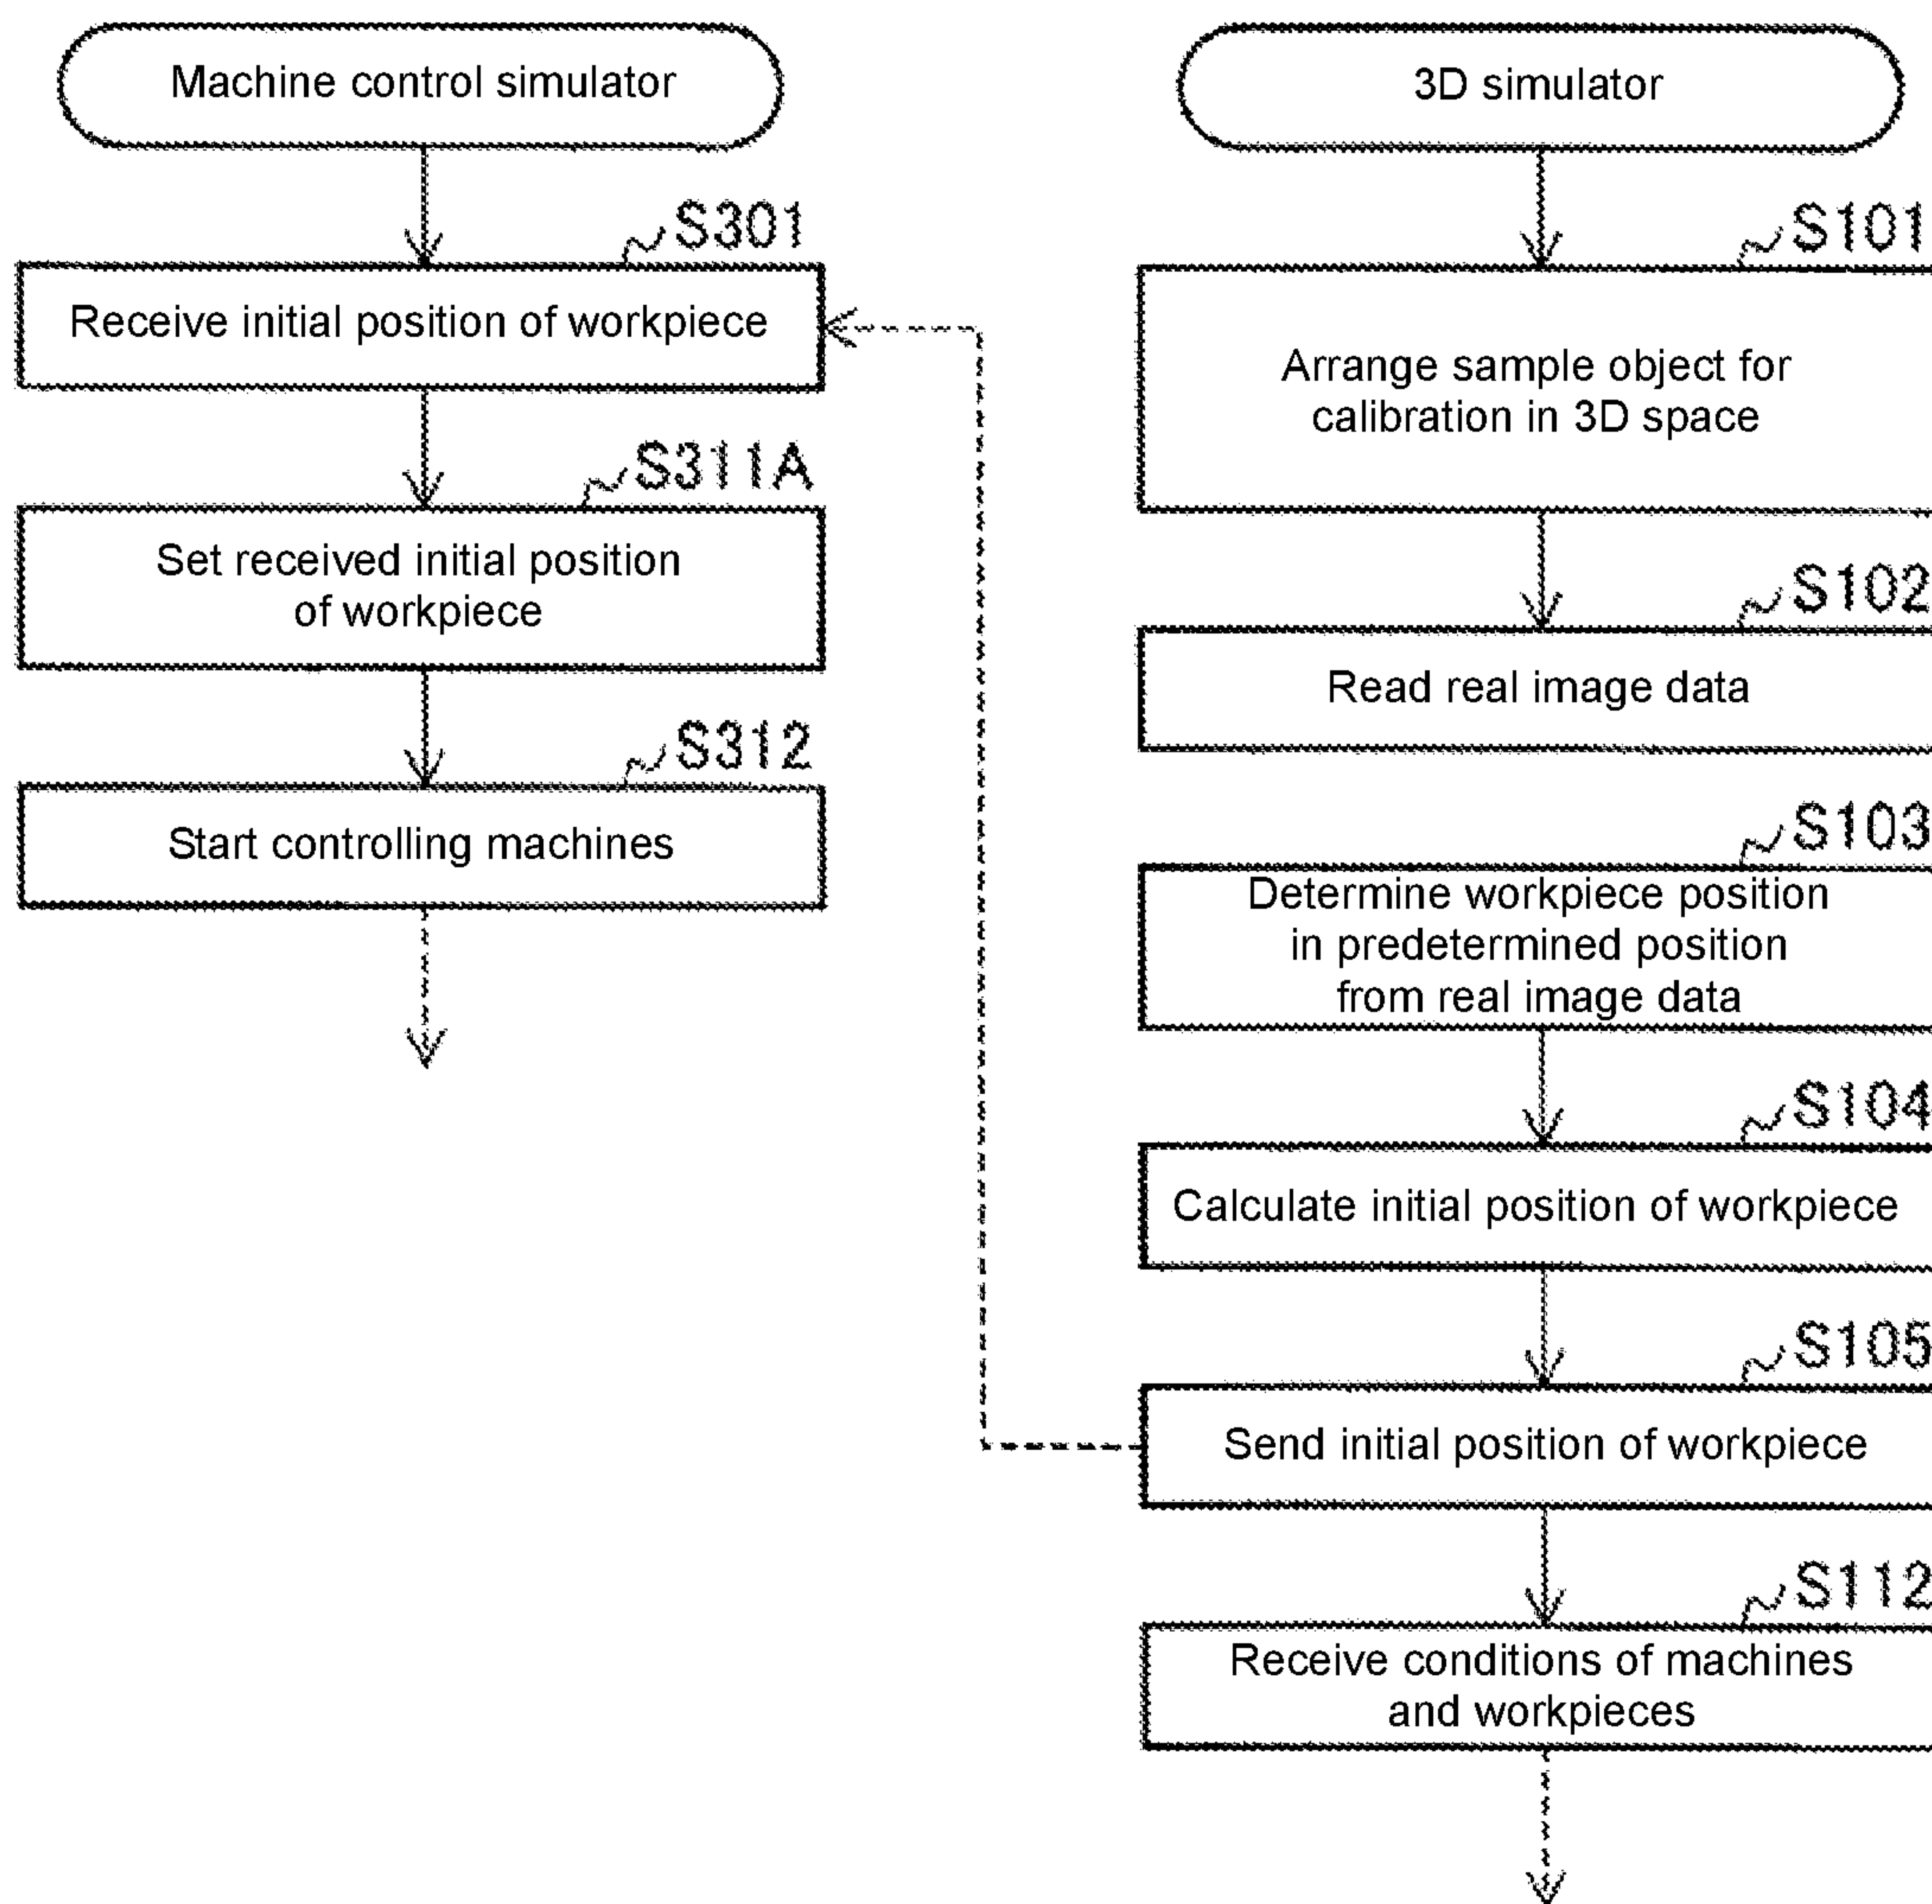 Machine control simulator
S301
Receive initial position of workpiece
S311A
Set received initial position
of workpiece
S312
Start controlling machines
3D simulator
S101
Arrange sample object for
calibration in 3D space
S102
Read real image data
S103
Determine workpiece position
in predetermined position
from real image data
S104
Calculate initial position of workpiece
S105
Send initial position of workpiece
S112
Receive conditions of machines
and workpieces